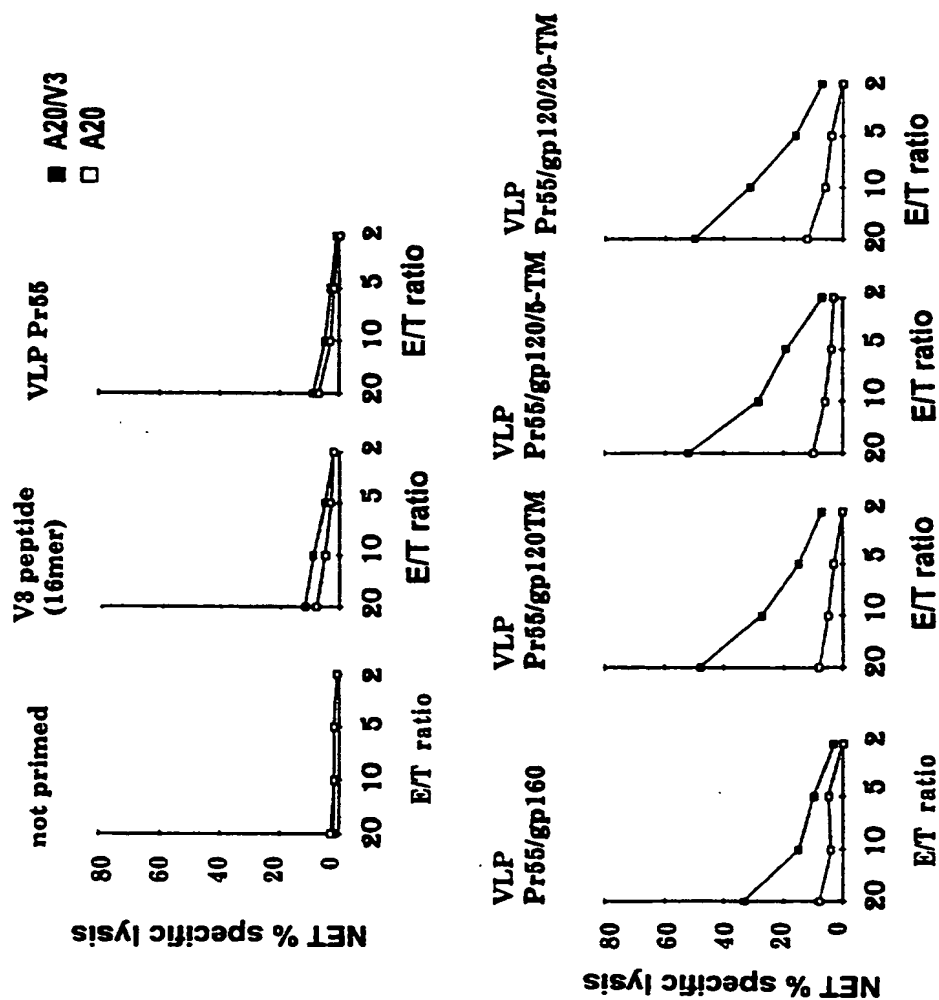 A20/V3
A20
not primed
V3 peptide
(16mer)
VLP Pr55
NET % specific lysis
80
60
40
20
0
20 10 5 2
E/T ratio
20 10 5 2
E/T ratio
20 10 5 2
E/T ratio
VLP
Pr55/gp160
VLP
Pr55/gp120TM
VLP
Pr55/gp120/5-TM
VLP
Pr55/gp120/20-TM
NET % specific lysis
80
60
40
20
0
20 10 5 2
E/T ratio
20 10 5 2
E/T ratio
20 10 5 2
E/T ratio
20 10 5 2
E/T ratio